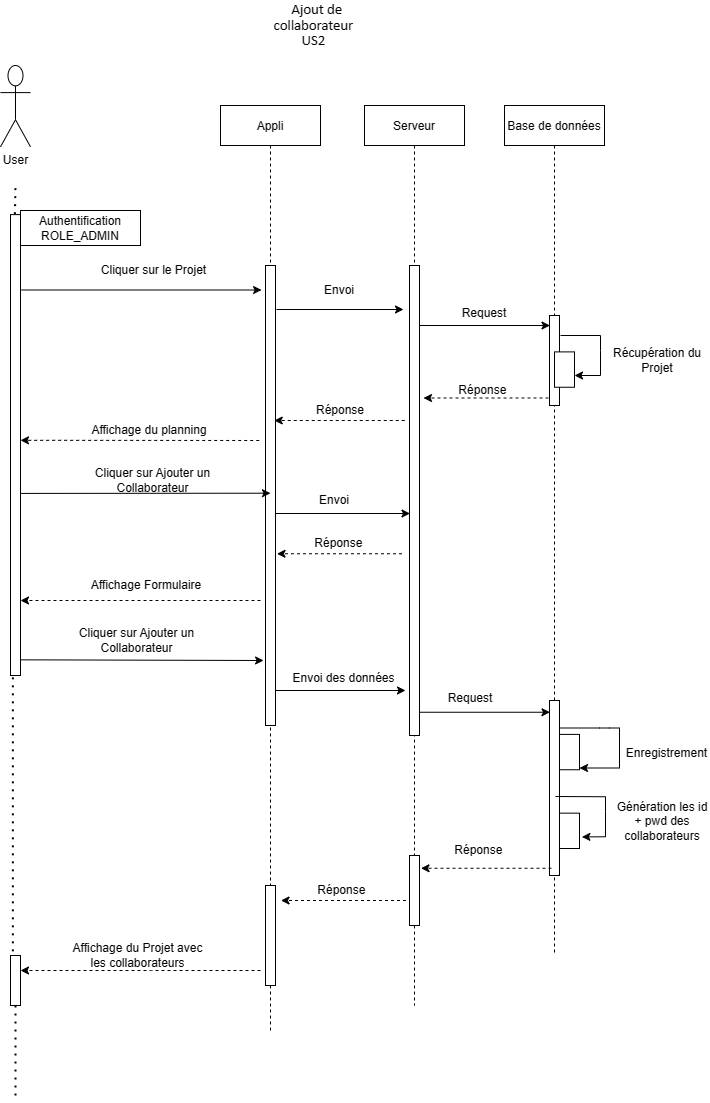 Ajout de
collaborateur
US2
User
Appli
Serveur
Base de données
Authentification
ROLE_ADMIN
Cliquer sur le Projet
Envoi
Request
Récupération du
Projet
Réponse
Réponse
Affichage du planning
Cliquer sur Ajouter un
Collaborateur
Envoi
Réponse
Affichage Formulaire
Cliquer sur Ajouter un
Collaborateur
Envoi des données
Request
Enregistrement
Génération les id
+ pwd des
collaborateurs
Réponse
Réponse
Affichage du Projet avec
les collaborateurs